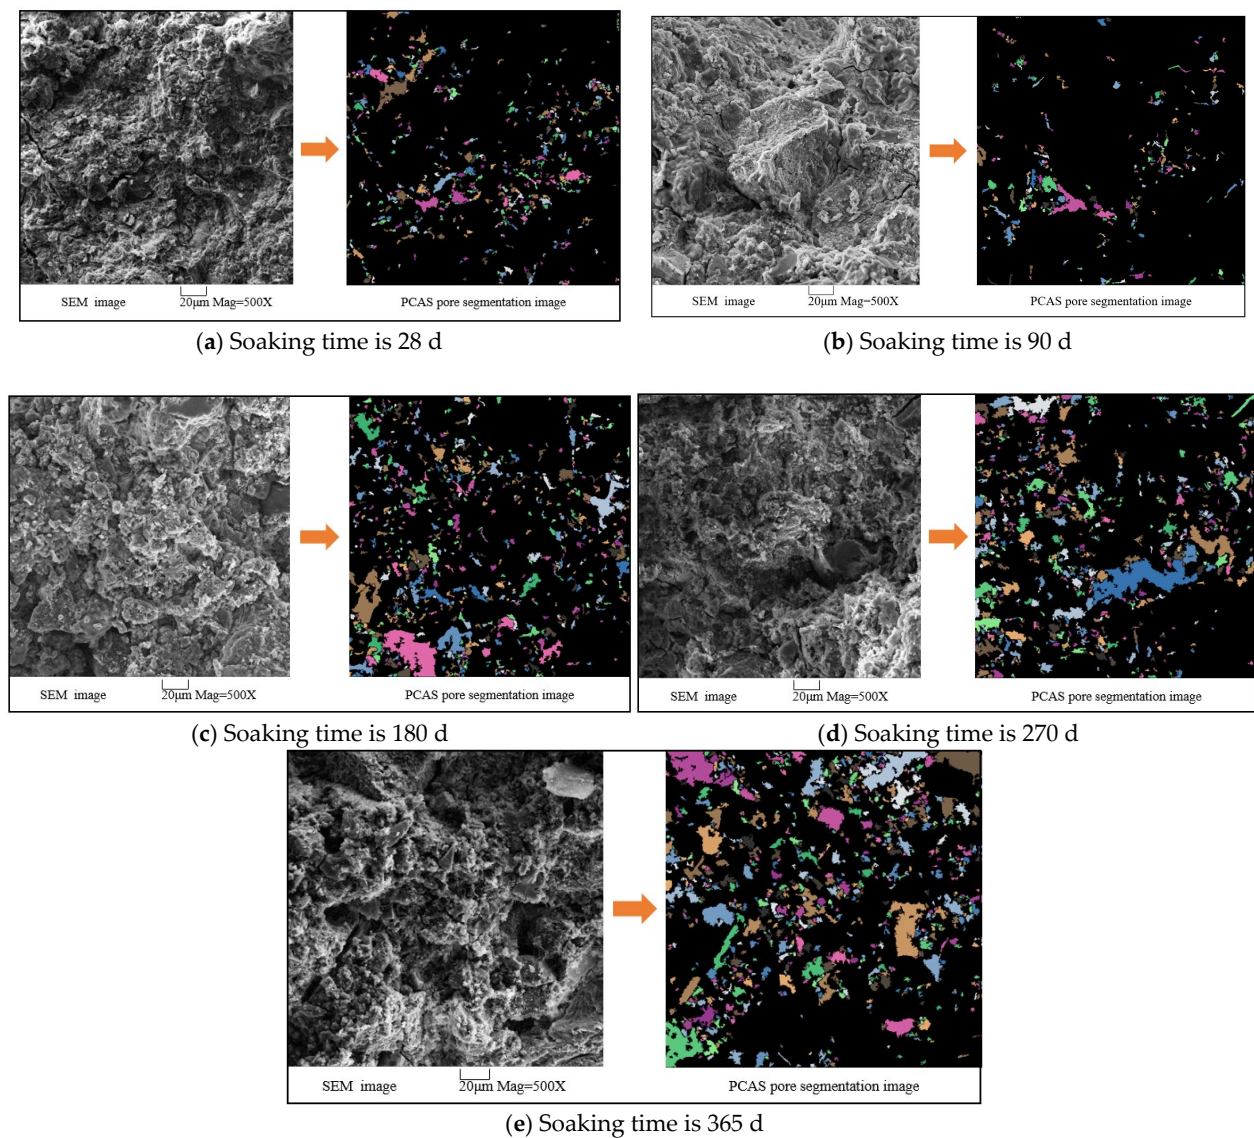 SEM image 20μm Mag=500X PCAS pore segmentation image
SEM image 20μm Mag=500X PCAS pore segmentation image
(a) Soaking time is 28 d
(b) Soaking time is 90 d
SEM image 20μm Mag=500X PCAS pore segmentation image
SEM image 20μm Mag=500X PCAS pore segmentation image
(c) Soaking time is 180 d
(d) Soaking time is 270 d
SEM image 20μm Mag=500X PCAS pore segmentation image
(e) Soaking time is 365 d